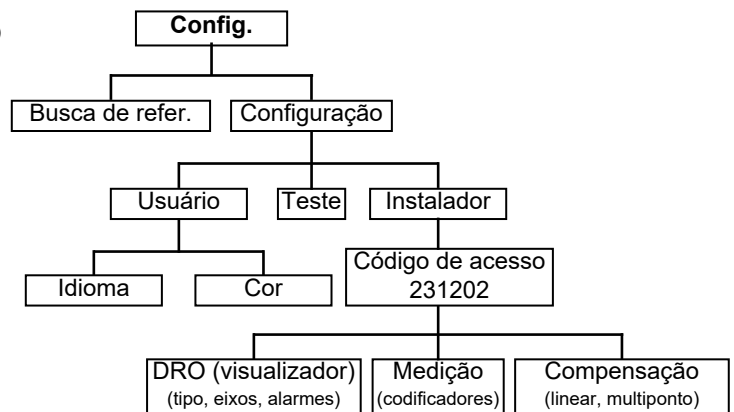 Config.
Busca de refer.
Configuração
Usuário
Teste
Instalador
Idioma
Cor
Código de acesso
231202
DRO (visualizador)
(tipo, eixos, alarmes)
Medição
(codificadores)
Compensação
(linear, multiponto)